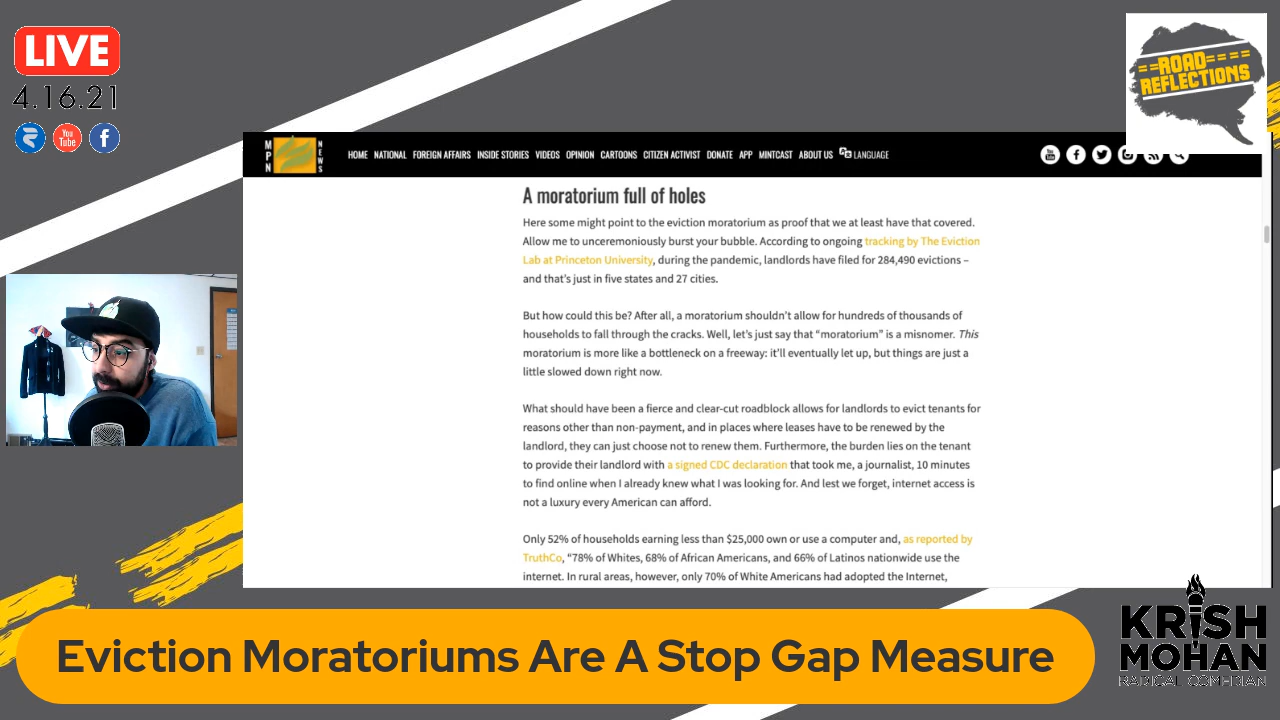 LIVE
4.16.21
You
Tube
ROAD
REFLECTIONS
MPN
NEWS
HOME NATIONAL FOREIGN AFFAIRS INSIDE STORIES VIDEOS OPINION CARTOONS CITIZEN ACTIVIST DONATE APP MINTCAST ABOUT US LANGUAGE
A moratorium full of holes
Here some might point to the eviction moratorium as proof that we at least have that covered.
Allow me to unceremoniously burst your bubble. According to ongoing tracking by The Eviction
Lab at Princeton University, during the pandemic, landlords have filed for 284,490 evictions –
and that's just in five states and 27 cities.
But how could this be? After all, a moratorium shouldn't allow for hundreds of thousands of
households to fall through the cracks. Well, let's just say that “moratorium” is a misnomer. This
moratorium is more like a bottleneck on a freeway: it'll eventually let up, but things are just a
little slowed down right now.
What should have been a fierce and clear-cut roadblock allows for landlords to evict tenants for
reasons other than non-payment, and in places where leases have to be renewed by the
landlord, they can just choose not to renew them. Furthermore, the burden lies on the tenant
to provide their landlord with a signed CDC declaration that took me, a journalist, 10 minutes
to find online when I already knew what I was looking for. And lest we forget, internet access is
not a luxury every American can afford.
Only 52% of households earning less than $25,000 own or use a computer and, as reported by
TruthCo, “78% of Whites, 68% of African Americans, and 66% of Latinos nationwide use the
internet. In rural areas, however, only 70% of White Americans had adopted the Internet,
Eviction Moratoriums Are A Stop Gap Measure
KRISH
MOHAN
RADICAL COMEDIAN